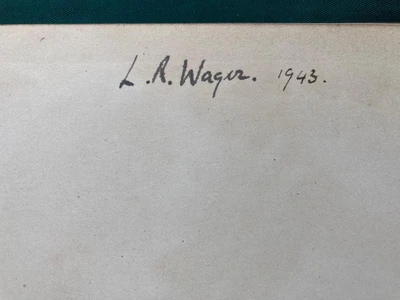 L. R. Wager. 1943.